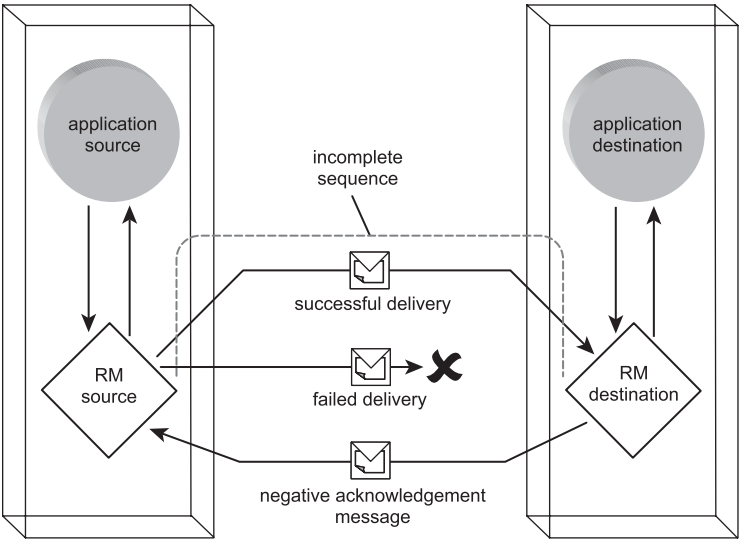 application
source
application
destination
incomplete
sequence
successful delivery
RM
source
RM
destination
failed delivery
negative acknowledgement
message